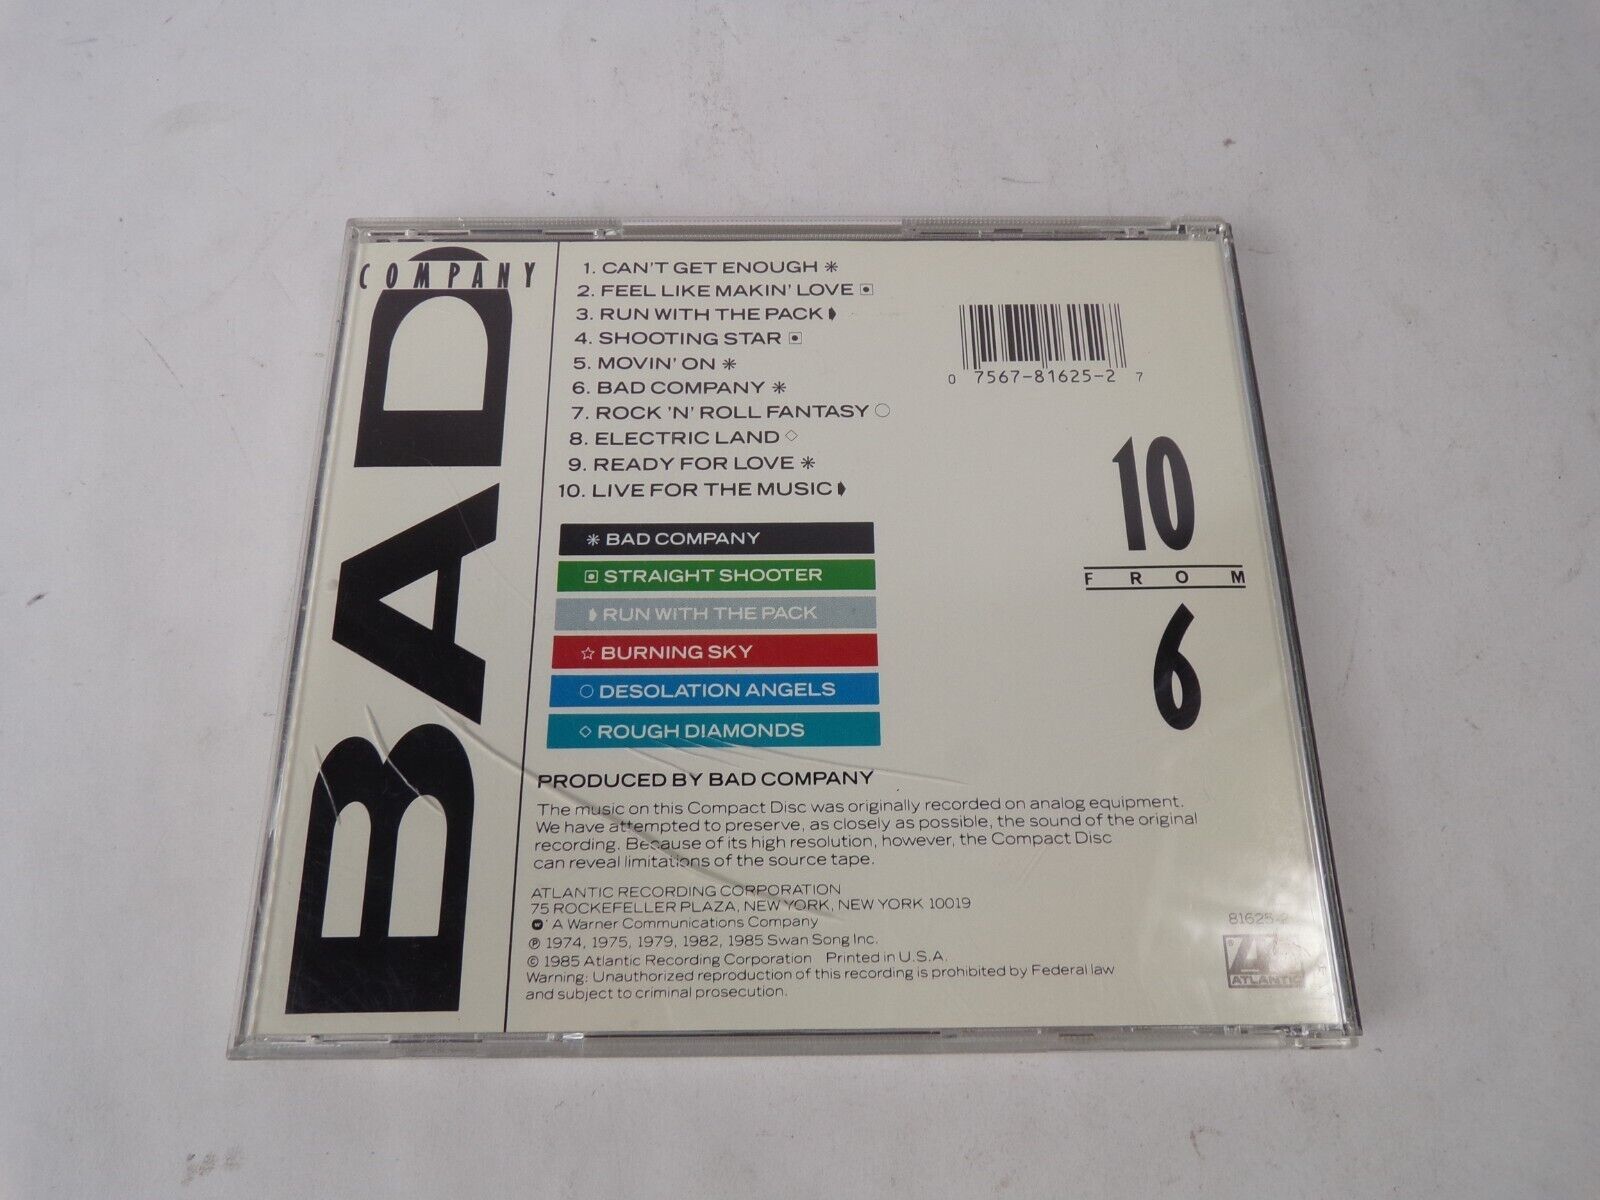 BAD
COMPANY
1. CAN'T GET ENOUGH ✳
2. FEEL LIKE MAKIN' LOVE ▣
3. RUN WITH THE PACK ◗
4. SHOOTING STAR ▣
5. MOVIN' ON ✳
6. BAD COMPANY ✳
7. ROCK 'N' ROLL FANTASY ○
8. ELECTRIC LAND ◇
9. READY FOR LOVE ✳
10. LIVE FOR THE MUSIC ◗
✳ BAD COMPANY
▣ STRAIGHT SHOOTER
◗ RUN WITH THE PACK
☆ BURNING SKY
○ DESOLATION ANGELS
◇ ROUGH DIAMONDS
0 7567-81625-2 7
10
FROM
6
PRODUCED BY BAD COMPANY
The music on this Compact Disc was originally recorded on analog equipment.
We have attempted to preserve, as closely as possible, the sound of the original
recording. Because of its high resolution, however, the Compact Disc
can reveal limitations of the source tape.
ATLANTIC RECORDING CORPORATION
75 ROCKEFELLER PLAZA, NEW YORK, NEW YORK 10019
A Warner Communications Company
℗ 1974, 1975, 1979, 1982, 1985 Swan Song Inc.
© 1985 Atlantic Recording Corporation Printed in U.S.A.
Warning: Unauthorized reproduction of this recording is prohibited by Federal law
and subject to criminal prosecution.
81625-2
ATLANTIC